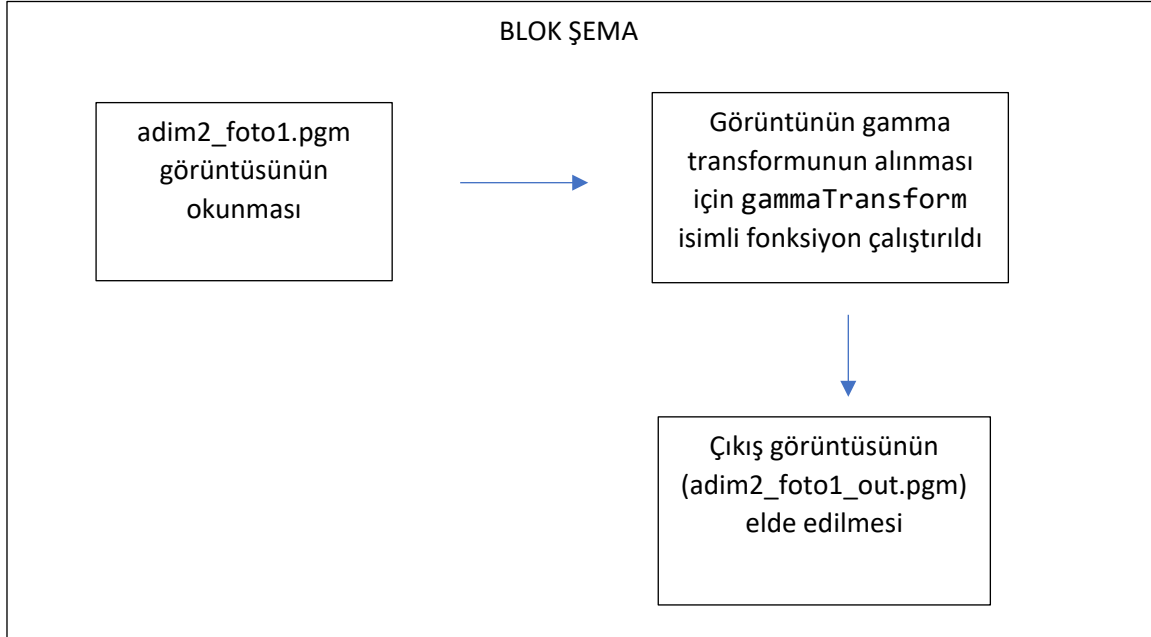 BLOK ŞEMA
adim2_foto1.pgm
görüntüsünün
okunması
Görüntünün gamma
transformunun alınması
için gammaTransform
isimli fonksiyon çalıştırıldı
Çıkış görüntüsünün
(adim2_foto1_out.pgm)
elde edilmesi